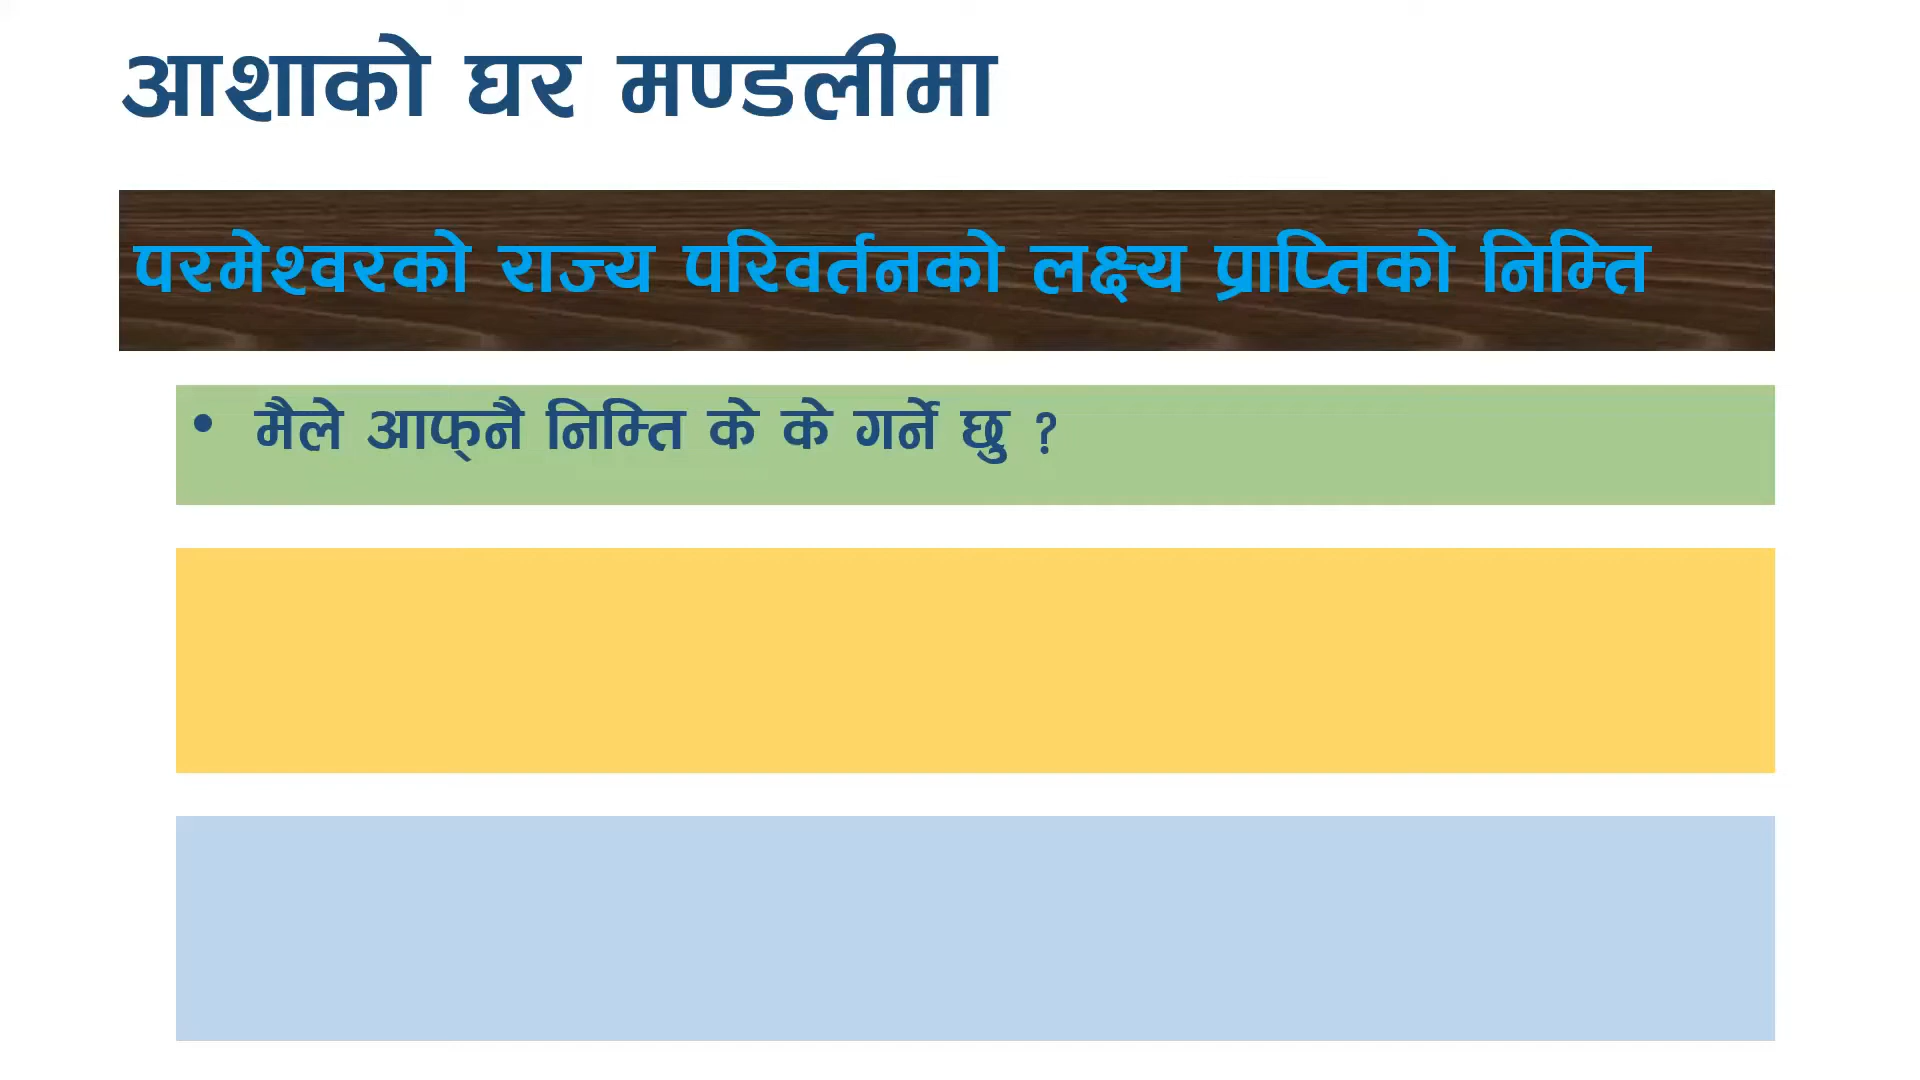 आशाको घर मण्डलीमा
परमेश्वरको राज्य परिवर्तनको लक्ष्य प्राप्तिको निम्ति
• मैले आफ्‌नै निम्ति के के गर्ने छु ?